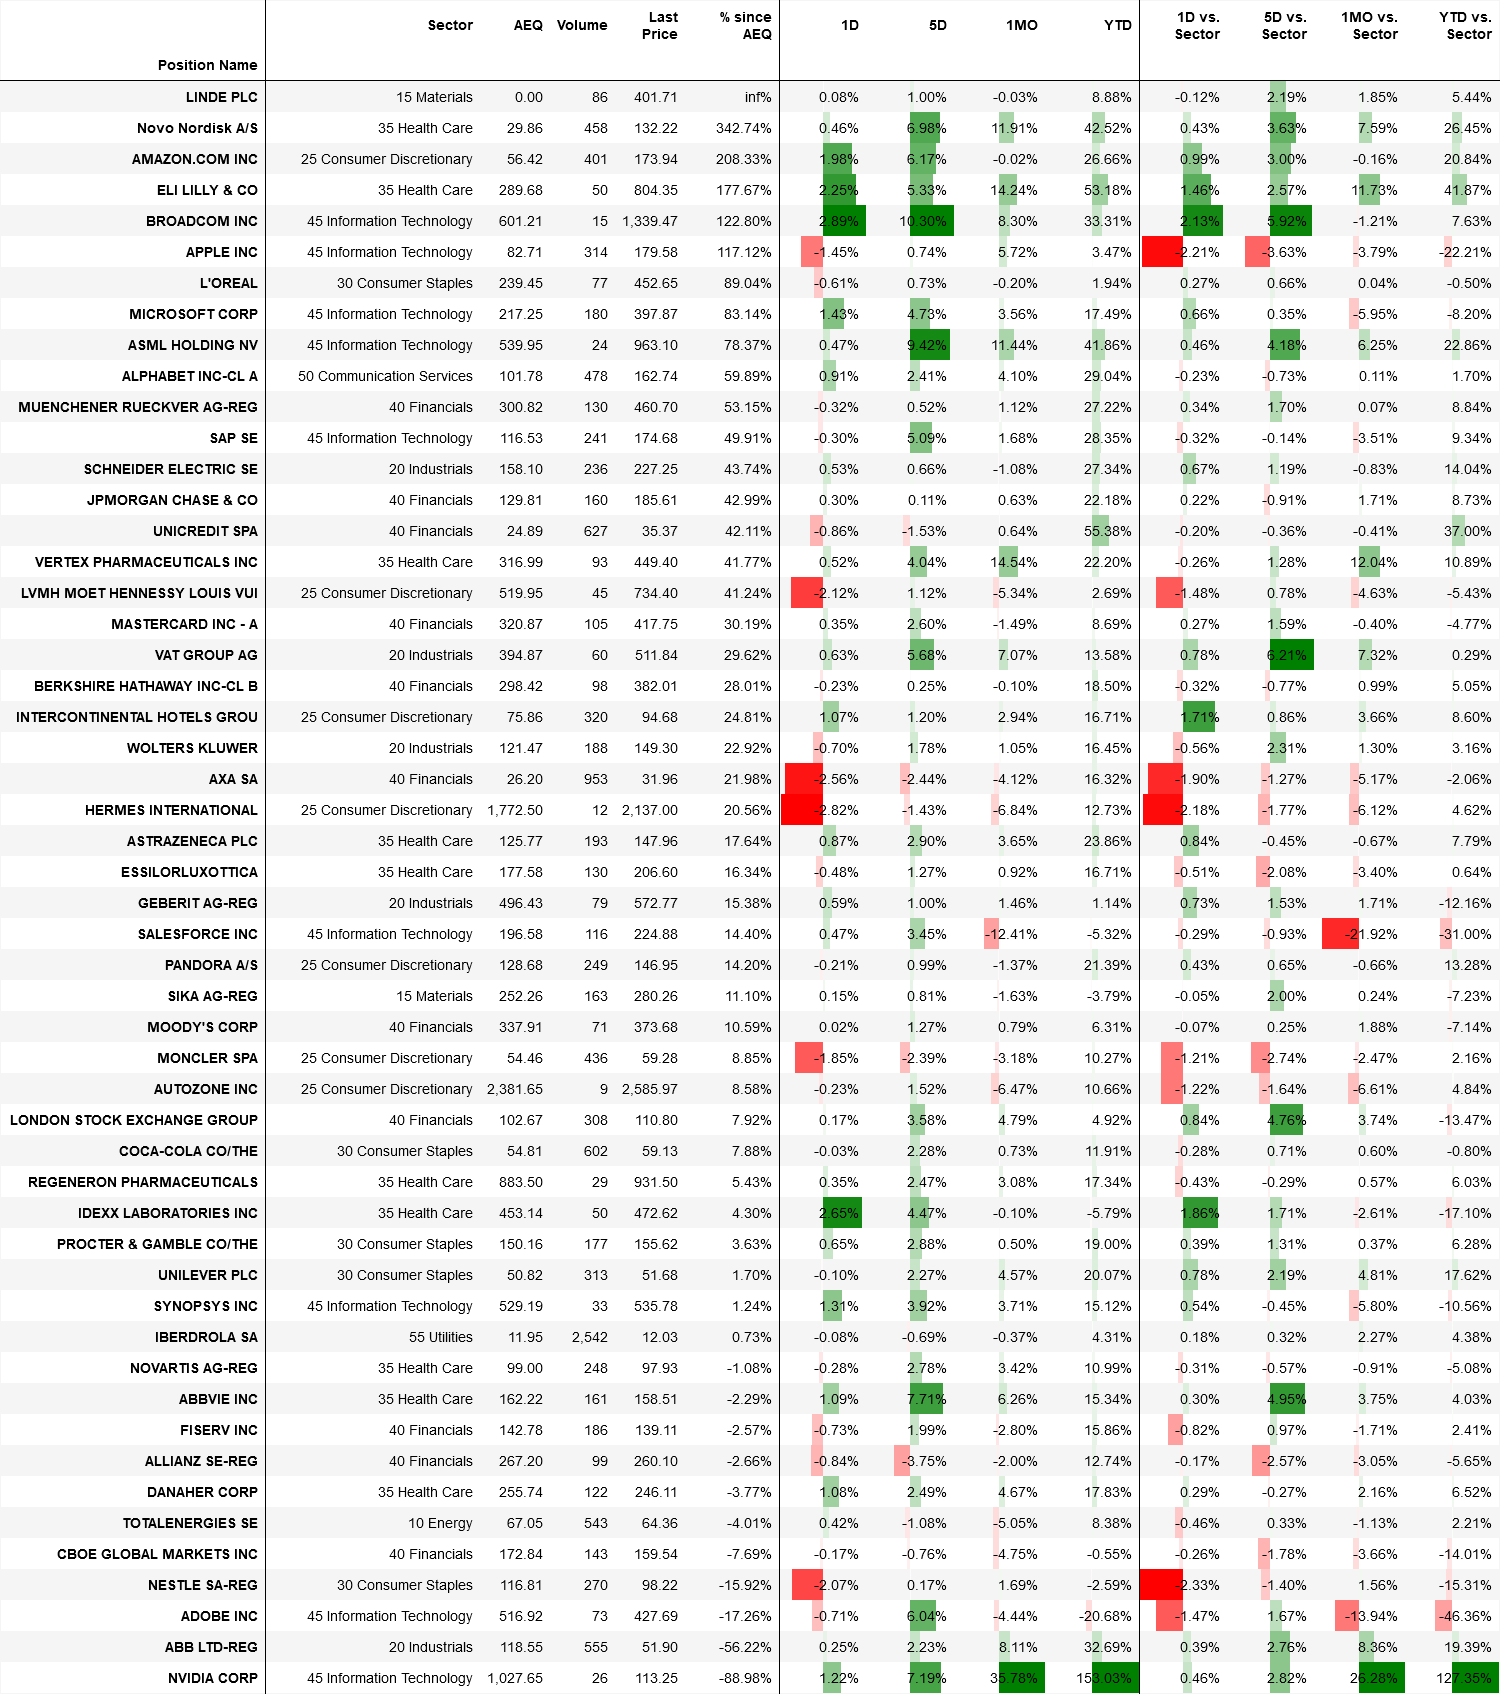 Position Name Sector AEQ Volume Last Price % since AEQ 1D 5D 1MO YTD 1D vs. Sector 5D vs. Sector 1MO vs. Sector YTD vs. Sector
LINDE PLC 15 Materials 0.00 86 401.71 inf% 0.08% 1.00% -0.03% 8.88% -0.12% 2.19% 1.85% 5.44%
Novo Nordisk A/S 35 Health Care 29.86 458 132.22 342.74% 0.46% 6.98% 11.91% 42.52% 0.43% 3.63% 7.59% 26.45%
AMAZON.COM INC 25 Consumer Discretionary 56.42 401 173.94 208.33% 1.98% 6.17% -0.02% 26.66% 0.99% 3.00% -0.16% 20.84%
ELI LILLY & CO 35 Health Care 289.68 50 804.35 177.67% 2.25% 5.33% 14.24% 53.18% 1.46% 2.57% 11.73% 41.87%
BROADCOM INC 45 Information Technology 601.21 15 1,339.47 122.80% 2.89% 10.30% 8.30% 33.31% 2.13% 5.92% -1.21% 7.63%
APPLE INC 45 Information Technology 82.71 314 179.58 117.12% -1.45% 0.74% 5.72% 3.47% -2.21% -3.63% -3.79% -22.21%
L'OREAL 30 Consumer Staples 239.45 77 452.65 89.04% -0.61% 0.73% -0.20% 1.94% 0.27% 0.66% 0.04% -0.50%
MICROSOFT CORP 45 Information Technology 217.25 180 397.87 83.14% 1.43% 4.73% 3.56% 17.49% 0.66% 0.35% -5.95% -8.20%
ASML HOLDING NV 45 Information Technology 539.95 24 963.10 78.37% 0.47% 9.42% 11.44% 41.86% 0.46% 4.18% 6.25% 22.86%
ALPHABET INC-CL A 50 Communication Services 101.78 478 162.74 59.89% 0.91% 2.41% 4.10% 29.04% -0.23% -0.73% 0.11% 1.70%
MUENCHENER RUECKVER AG-REG 40 Financials 300.82 130 460.70 53.15% -0.32% 0.52% 1.12% 27.22% 0.34% 1.70% 0.07% 8.84%
SAP SE 45 Information Technology 116.53 241 174.68 49.91% -0.30% 5.09% 1.68% 28.35% -0.32% -0.14% -3.51% 9.34%
SCHNEIDER ELECTRIC SE 20 Industrials 158.10 236 227.25 43.74% 0.53% 0.66% -1.08% 27.34% 0.67% 1.19% -0.83% 14.04%
JPMORGAN CHASE & CO 40 Financials 129.81 160 185.61 42.99% 0.30% 0.11% 0.63% 22.18% 0.22% -0.91% 1.71% 8.73%
UNICREDIT SPA 40 Financials 24.89 627 35.37 42.11% -0.86% -1.53% 0.64% 55.38% -0.20% -0.36% -0.41% 37.00%
VERTEX PHARMACEUTICALS INC 35 Health Care 316.99 93 449.40 41.77% 0.52% 4.04% 14.54% 22.20% -0.26% 1.28% 12.04% 10.89%
LVMH MOET HENNESSY LOUIS VUI 25 Consumer Discretionary 519.95 45 734.40 41.24% -2.12% 1.12% -5.34% 2.69% -1.48% 0.78% -4.63% -5.43%
MASTERCARD INC - A 40 Financials 320.87 105 417.75 30.19% 0.35% 2.60% -1.49% 8.69% 0.27% 1.59% -0.40% -4.77%
VAT GROUP AG 20 Industrials 394.87 60 511.84 29.62% 0.63% 5.68% 7.07% 13.58% 0.78% 6.21% 7.32% 0.29%
BERKSHIRE HATHAWAY INC-CL B 40 Financials 298.42 98 382.01 28.01% -0.23% 0.25% -0.10% 18.50% -0.32% -0.77% 0.99% 5.05%
INTERCONTINENTAL HOTELS GROU 25 Consumer Discretionary 75.86 320 94.68 24.81% 1.07% 1.20% 2.94% 16.71% 1.71% 0.86% 3.66% 8.60%
WOLTERS KLUWER 20 Industrials 121.47 188 149.30 22.92% -0.70% 1.78% 1.05% 16.45% -0.56% 2.31% 1.30% 3.16%
AXA SA 40 Financials 26.20 953 31.96 21.98% -2.56% -2.44% -4.12% 16.32% -1.90% -1.27% -5.17% -2.06%
HERMES INTERNATIONAL 25 Consumer Discretionary 1,772.50 12 2,137.00 20.56% -2.82% -1.43% -6.84% 12.73% -2.18% -1.77% -6.12% 4.62%
ASTRAZENECA PLC 35 Health Care 125.77 193 147.96 17.64% 0.87% 2.90% 3.65% 23.86% 0.84% -0.45% -0.67% 7.79%
ESSILORLUXOTTICA 35 Health Care 177.58 130 206.60 16.34% -0.48% 1.27% 0.92% 16.71% -0.51% -2.08% -3.40% 0.64%
GEBERIT AG-REG 20 Industrials 496.43 79 572.77 15.38% 0.59% 1.00% 1.46% 1.14% 0.73% 1.53% 1.71% -12.16%
SALESFORCE INC 45 Information Technology 196.58 116 224.88 14.40% 0.47% 3.45% -12.41% -5.32% -0.29% -0.93% -21.92% -31.00%
PANDORA A/S 25 Consumer Discretionary 128.68 249 146.95 14.20% -0.21% 0.99% -1.37% 21.39% 0.43% 0.65% -0.66% 13.28%
SIKA AG-REG 15 Materials 252.26 163 280.26 11.10% 0.15% 0.81% -1.63% -3.79% -0.05% 2.00% 0.24% -7.23%
MOODY'S CORP 40 Financials 337.91 71 373.68 10.59% 0.02% 1.27% 0.79% 6.31% -0.07% 0.25% 1.88% -7.14%
MONCLER SPA 25 Consumer Discretionary 54.46 436 59.28 8.85% -1.85% -2.39% -3.18% 10.27% -1.21% -2.74% -2.47% 2.16%
AUTOZONE INC 25 Consumer Discretionary 2,381.65 9 2,585.97 8.58% -0.23% 1.52% -6.47% 10.66% -1.22% -1.64% -6.61% 4.84%
LONDON STOCK EXCHANGE GROUP 40 Financials 102.67 308 110.80 7.92% 0.17% 3.58% 4.79% 4.92% 0.84% 4.76% 3.74% -13.47%
COCA-COLA CO/THE 30 Consumer Staples 54.81 602 59.13 7.88% -0.03% 2.28% 0.73% 11.91% -0.28% 0.71% 0.60% -0.80%
REGENERON PHARMACEUTICALS 35 Health Care 883.50 29 931.50 5.43% 0.35% 2.47% 3.08% 17.34% -0.43% -0.29% 0.57% 6.03%
IDEXX LABORATORIES INC 35 Health Care 453.14 50 472.62 4.30% 2.65% 4.47% -0.10% -5.79% 1.86% 1.71% -2.61% -17.10%
PROCTER & GAMBLE CO/THE 30 Consumer Staples 150.16 177 155.62 3.63% 0.65% 2.88% 0.50% 19.00% 0.39% 1.31% 0.37% 6.28%
UNILEVER PLC 30 Consumer Staples 50.82 313 51.68 1.70% -0.10% 2.27% 4.57% 20.07% 0.78% 2.19% 4.81% 17.62%
SYNOPSYS INC 45 Information Technology 529.19 33 535.78 1.24% 1.31% 3.92% 3.71% 15.12% 0.54% -0.45% -5.80% -10.56%
IBERDROLA SA 55 Utilities 11.95 2,542 12.03 0.73% -0.08% -0.69% -0.37% 4.31% 0.18% 0.32% 2.27% 4.38%
NOVARTIS AG-REG 35 Health Care 99.00 248 97.93 -1.08% -0.28% 2.78% 3.42% 10.99% -0.31% -0.57% -0.91% -5.08%
ABBVIE INC 35 Health Care 162.22 161 158.51 -2.29% 1.09% 7.71% 6.26% 15.34% 0.30% 4.95% 3.75% 4.03%
FISERV INC 40 Financials 142.78 186 139.11 -2.57% -0.73% 1.99% -2.80% 15.86% -0.82% 0.97% -1.71% 2.41%
ALLIANZ SE-REG 40 Financials 267.20 99 260.10 -2.66% -0.84% -3.75% -2.00% 12.74% -0.17% -2.57% -3.05% -5.65%
DANAHER CORP 35 Health Care 255.74 122 246.11 -3.77% 1.08% 2.49% 4.67% 17.83% 0.29% -0.27% 2.16% 6.52%
TOTALENERGIES SE 10 Energy 67.05 543 64.36 -4.01% 0.42% -1.08% -5.05% 8.38% -0.46% 0.33% -1.13% 2.21%
CBOE GLOBAL MARKETS INC 40 Financials 172.84 143 159.54 -7.69% -0.17% -0.76% -4.75% -0.55% -0.26% -1.78% -3.66% -14.01%
NESTLE SA-REG 30 Consumer Staples 116.81 270 98.22 -15.92% -2.07% 0.17% 1.69% -2.59% -2.33% -1.40% 1.56% -15.31%
ADOBE INC 45 Information Technology 516.92 73 427.69 -17.26% -0.71% 6.04% -4.44% -20.68% -1.47% 1.67% -13.94% -46.36%
ABB LTD-REG 20 Industrials 118.55 555 51.90 -56.22% 0.25% 2.23% 8.11% 32.69% 0.39% 2.76% 8.36% 19.39%
NVIDIA CORP 45 Information Technology 1,027.65 26 113.25 -88.98% 1.22% 7.19% 35.78% 153.03% 0.46% 2.82% 26.28% 127.35%